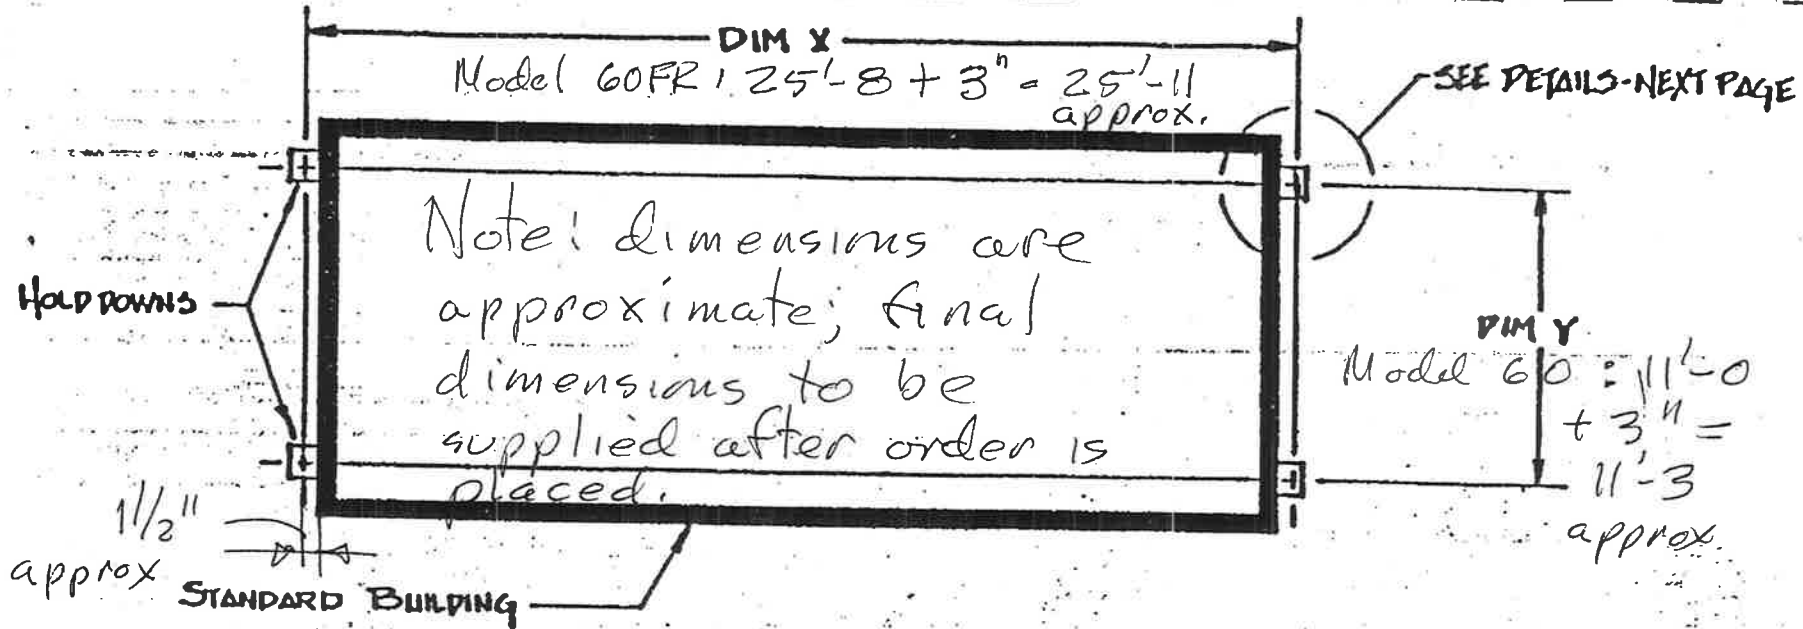 DIM X
Model 60FR: 25'-8 + 3" = 25'-11
approx.
SEE DETAILS-NEXT PAGE
Note: dimensions are
approximate; final
dimensions to be
supplied after order is
placed.
HOLD DOWNS
DIM Y
Model 60: 11'-0
+ 3" =
11'-3
approx.
1 1/2"
approx
STANDARD BUILDING